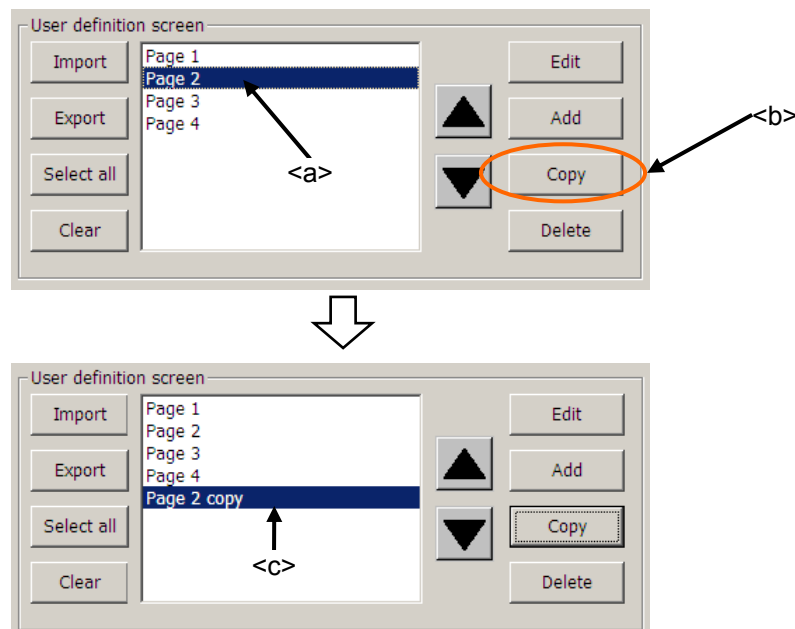 User definition screen
Import
Page 1
Edit
Page 2
Page 3
Export
Page 4
Add
<b>
Select all
<a>
Copy
Clear
Delete
User definition screen
Import
Page 1
Edit
Page 2
Page 3
Export
Page 4
Add
Page 2 copy
Select all
Copy
<c>
Clear
Delete